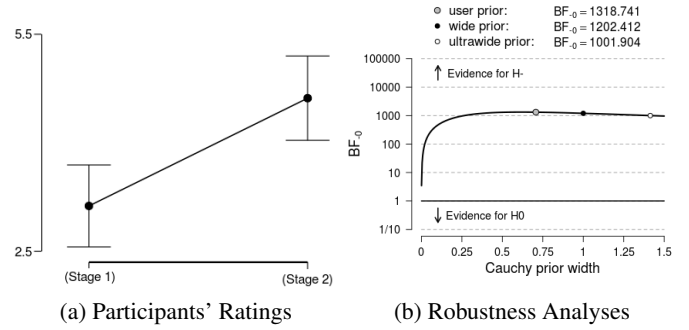 5.5
2.5
(Stage 1)
(Stage 2)
(a) Participants' Ratings
user prior: BF-0 = 1318.741
wide prior: BF-0 = 1202.412
ultrawide prior: BF-0 = 1001.904
100000
10000
1000
100
10
1
1/10
BF-0
Evidence for H-
Evidence for H0
0 0.25 0.5 0.75 1 1.25 1.5
Cauchy prior width
(b) Robustness Analyses